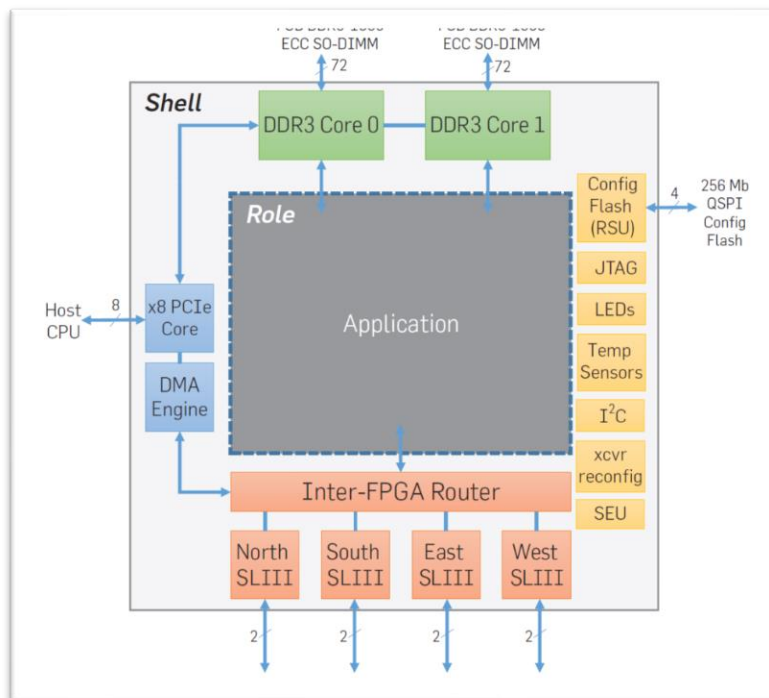 ECC SO-DIMM
ECC SO-DIMM
72
72
Shell
DDR3 Core 0
DDR3 Core 1
Role
Config
Flash
(RSU)
4
256 Mb
QSPI
Config
Flash
JTAG
Host
CPU
8
x8 PCIe
Core
Application
LEDs
Temp
Sensors
DMA
Engine
I²C
xcvr
reconfig
Inter-FPGA Router
SEU
North
SLIII
South
SLIII
East
SLIII
West
SLIII
2
2
2
2